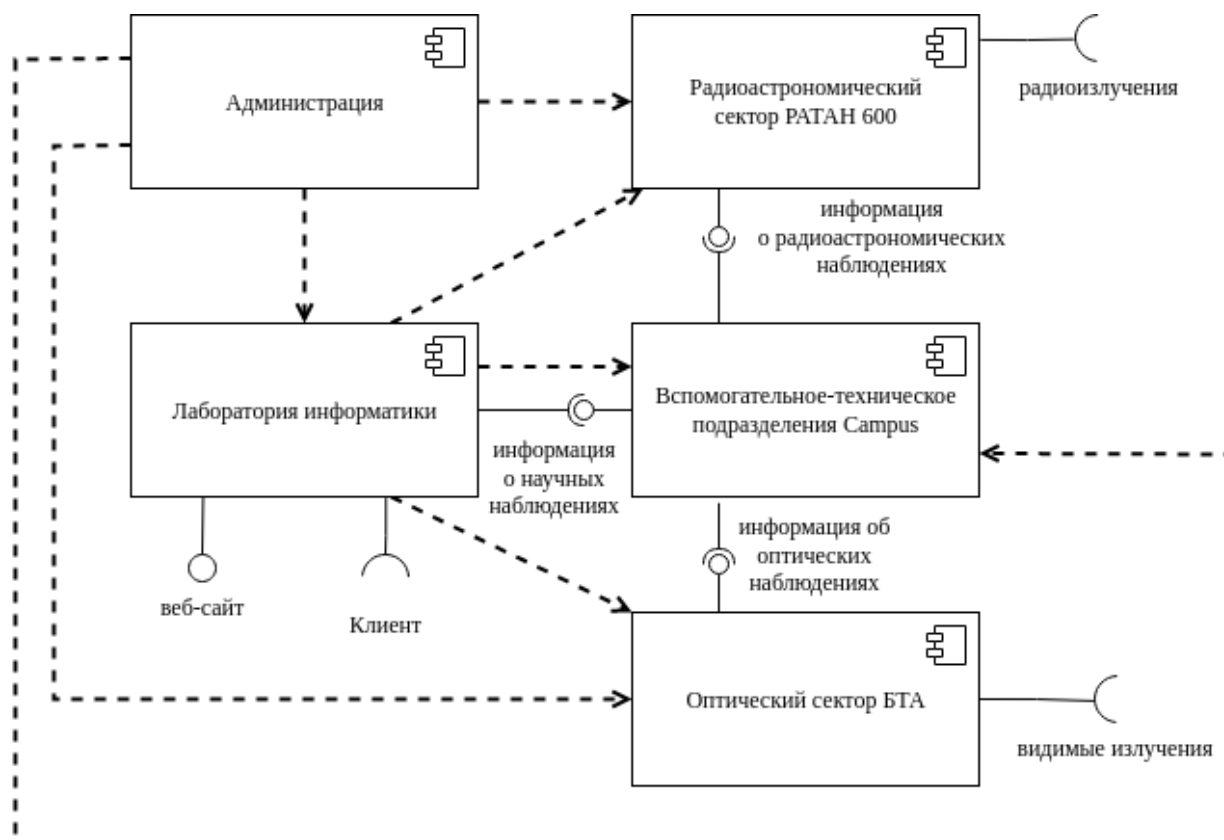 Администрация
Радиоастрономический
сектор РАТАН 600
радиоизлучения
информация
о радиоастрономических
наблюдениях
Лаборатория информатики
Вспомогательное-техническое
подразделения Campus
информация
о научных
наблюдениях
информация об
оптических
наблюдениях
веб-сайт
Клиент
Оптический сектор БТА
видимые излучения